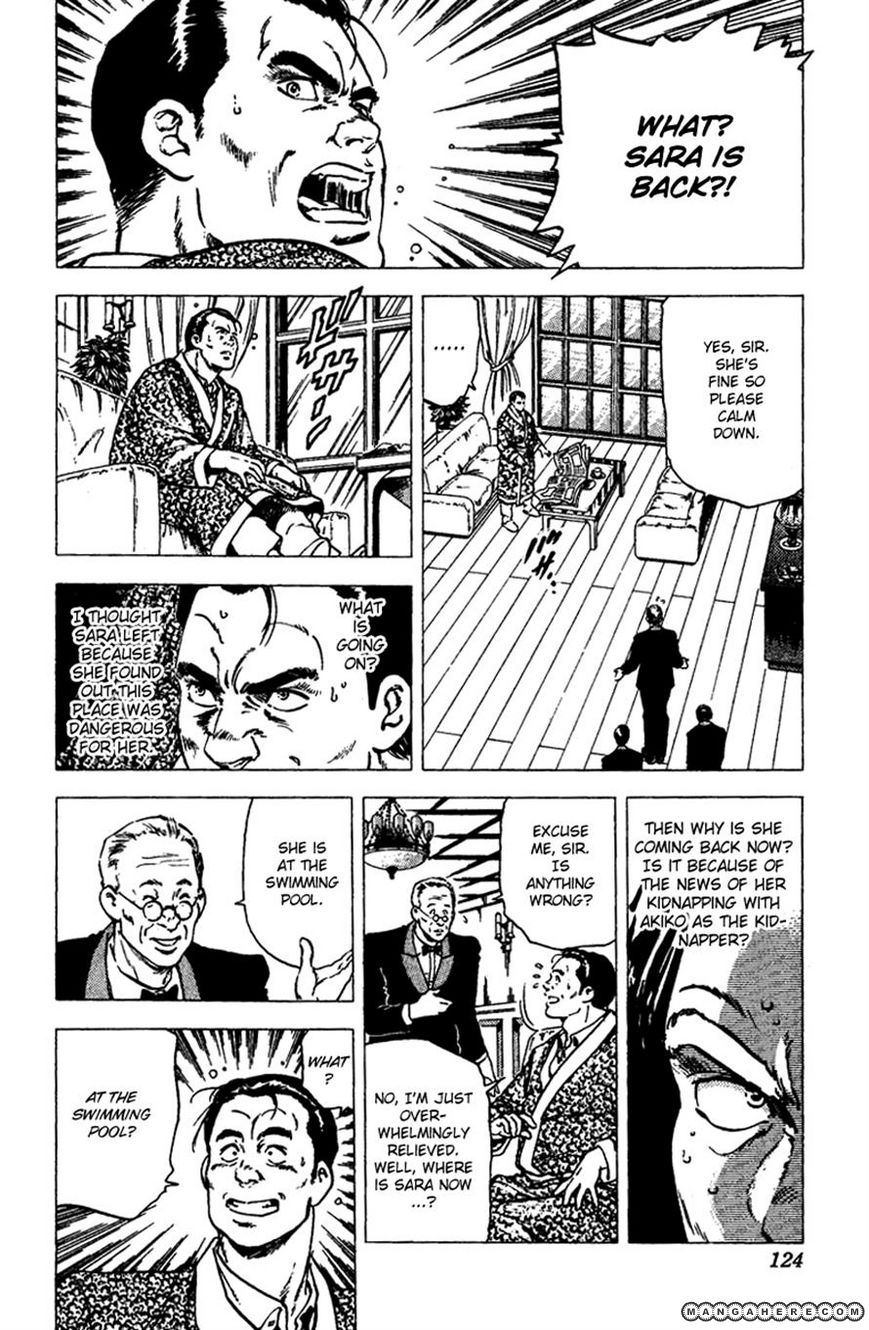 WHAT?
SARA IS
BACK?!
YES, SIR.
SHE'S
FINE SO
PLEASE
CALM
DOWN.
......
WHAT
IS
GOING
ON?
I THOUGHT
SARA LEFT
BECAUSE
SHE FOUND
OUT THIS
PLACE WAS
DANGEROUS
FOR HER.
THEN WHY IS SHE
COMING BACK NOW?
IS IT BECAUSE OF
THE NEWS OF HER
KIDNAPPING WITH
AKIKO AS THE KID-
NAPPER?
EXCUSE
ME, SIR.
IS
ANYTHING
WRONG?
NO, I'M JUST
OVER-
WHELMINGLY
RELIEVED.
WELL, WHERE
IS SARA NOW
...?
SHE IS
AT THE
SWIMMING
POOL.
WHAT
?
AT THE
SWIMMING
POOL?
124
MANGAHERE.COM